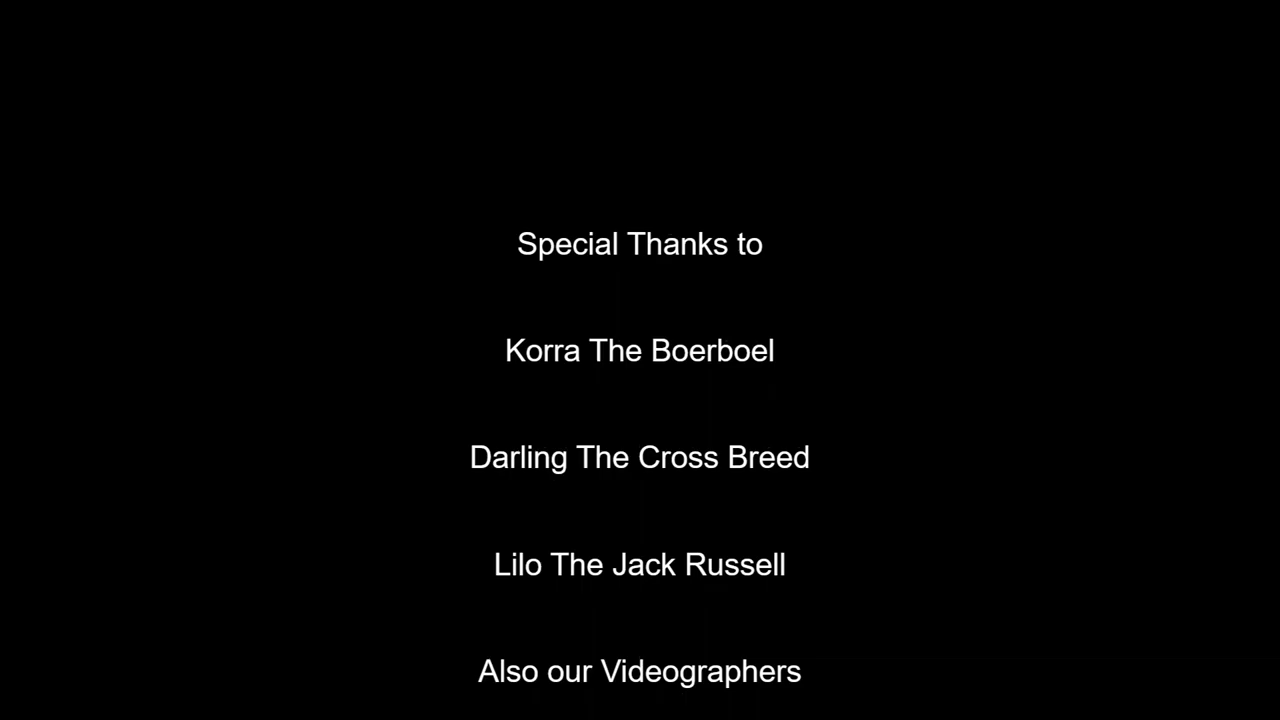 Special Thanks to
Korra The Boerboel
Darling The Cross Breed
Lilo The Jack Russell
Also our Videographers